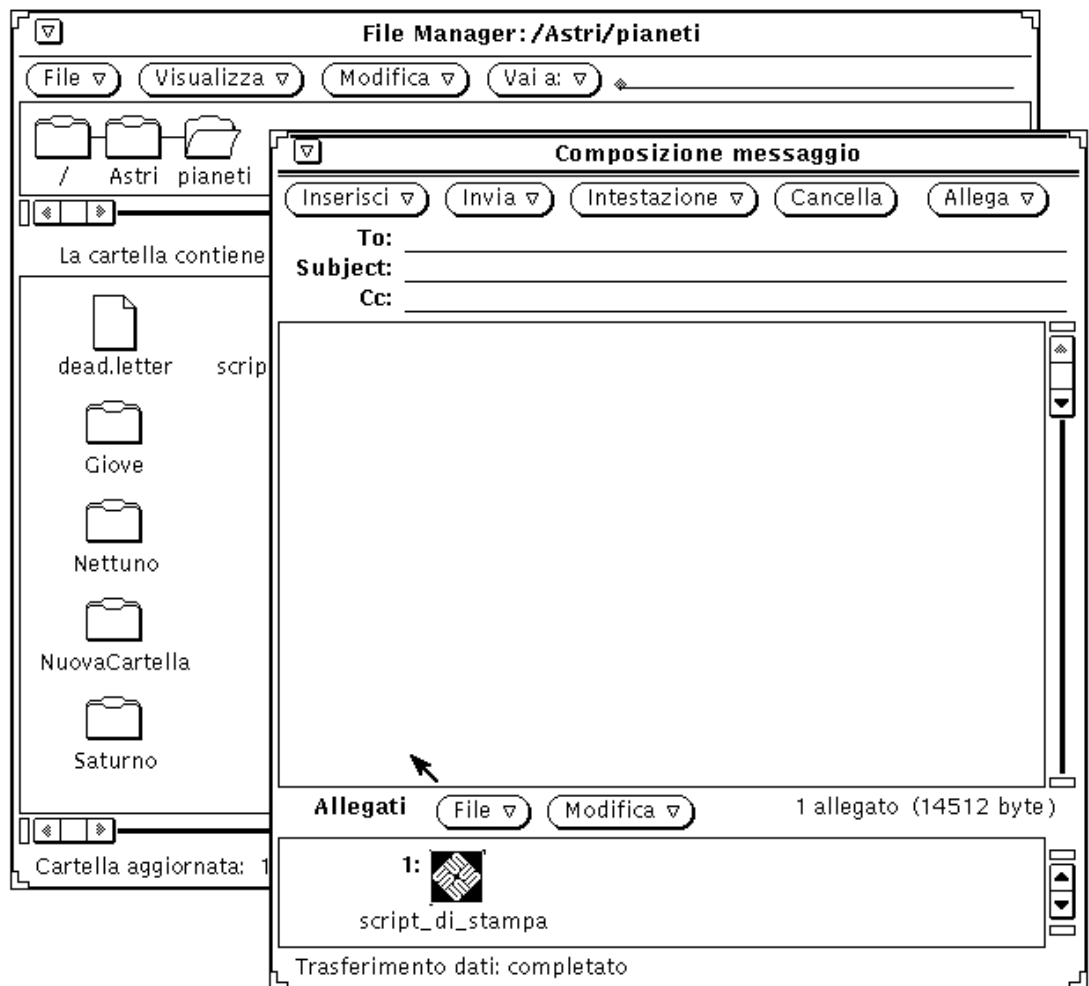 File Manager: /Astri/pianeti
File Visualizza Modifica Vai a:
/ Astri pianeti
La cartella contiene
dead.letter scrip
Giove
Nettuno
NuovaCartella
Saturno
Cartella aggiornata: 1
Composizione messaggio
Inserisci Invia Intestazione Cancella Allega
To:
Subject:
Cc:
Allegati File Modifica 1 allegato (14512 byte)
1:
script_di_stampa
Trasferimento dati: completato